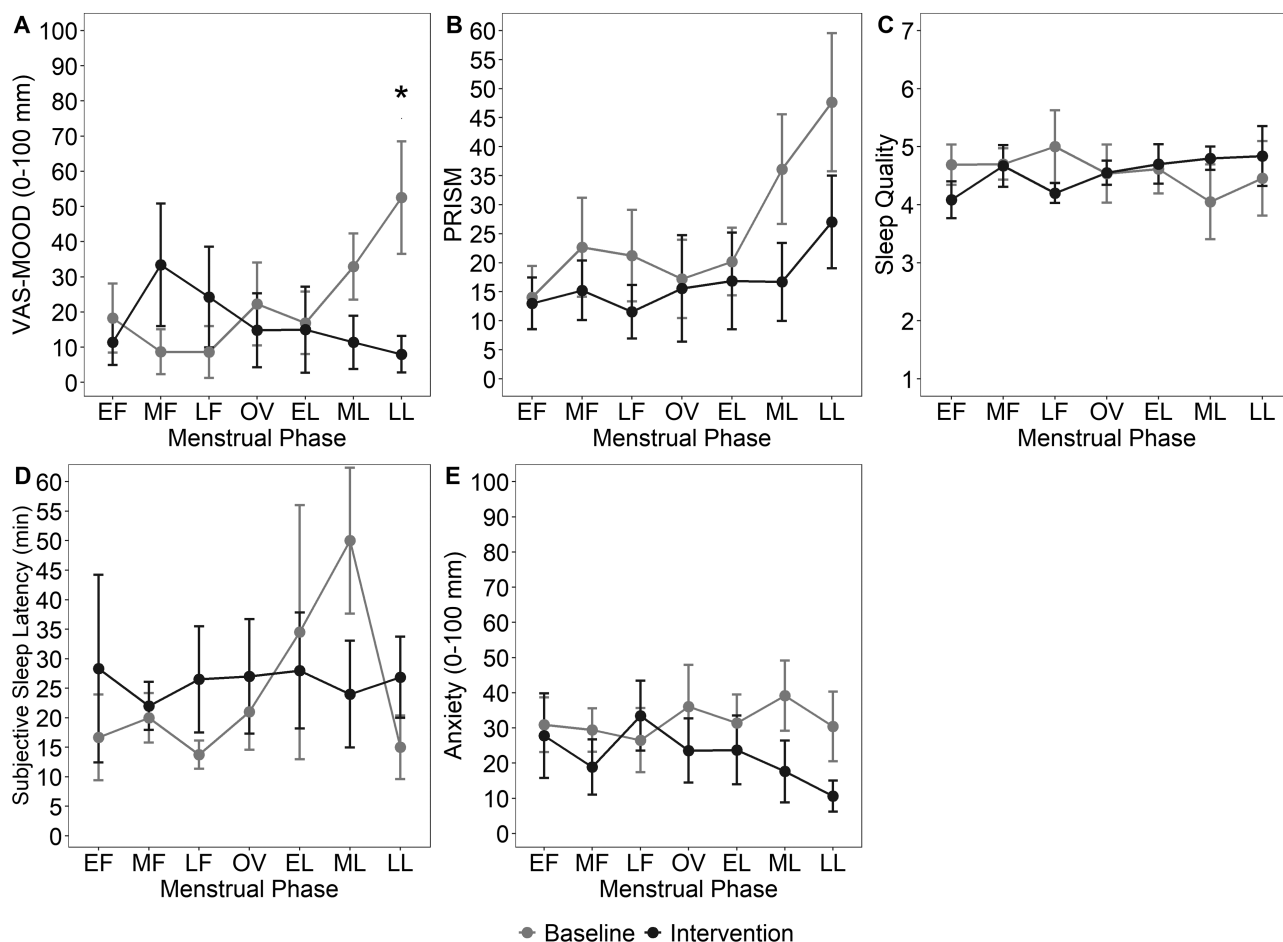 A
VAS-MOOD (0-100 mm)
100
90
80
70
60
50
40
30
20
10
0
*
EF MF LF OV EL ML LL
Menstrual Phase
B
PRISM
60
55
50
45
40
35
30
25
20
15
10
5
0
EF MF LF OV EL ML LL
Menstrual Phase
C
Sleep Quality
7
6
5
4
3
2
1
EF MF LF OV EL ML LL
Menstrual Phase
D
Subjective Sleep Latency (min)
60
55
50
45
40
35
30
25
20
15
10
5
0
EF MF LF OV EL ML LL
Menstrual Phase
E
Anxiety (0-100 mm)
100
90
80
70
60
50
40
30
20
10
0
EF MF LF OV EL ML LL
Menstrual Phase
Baseline Intervention